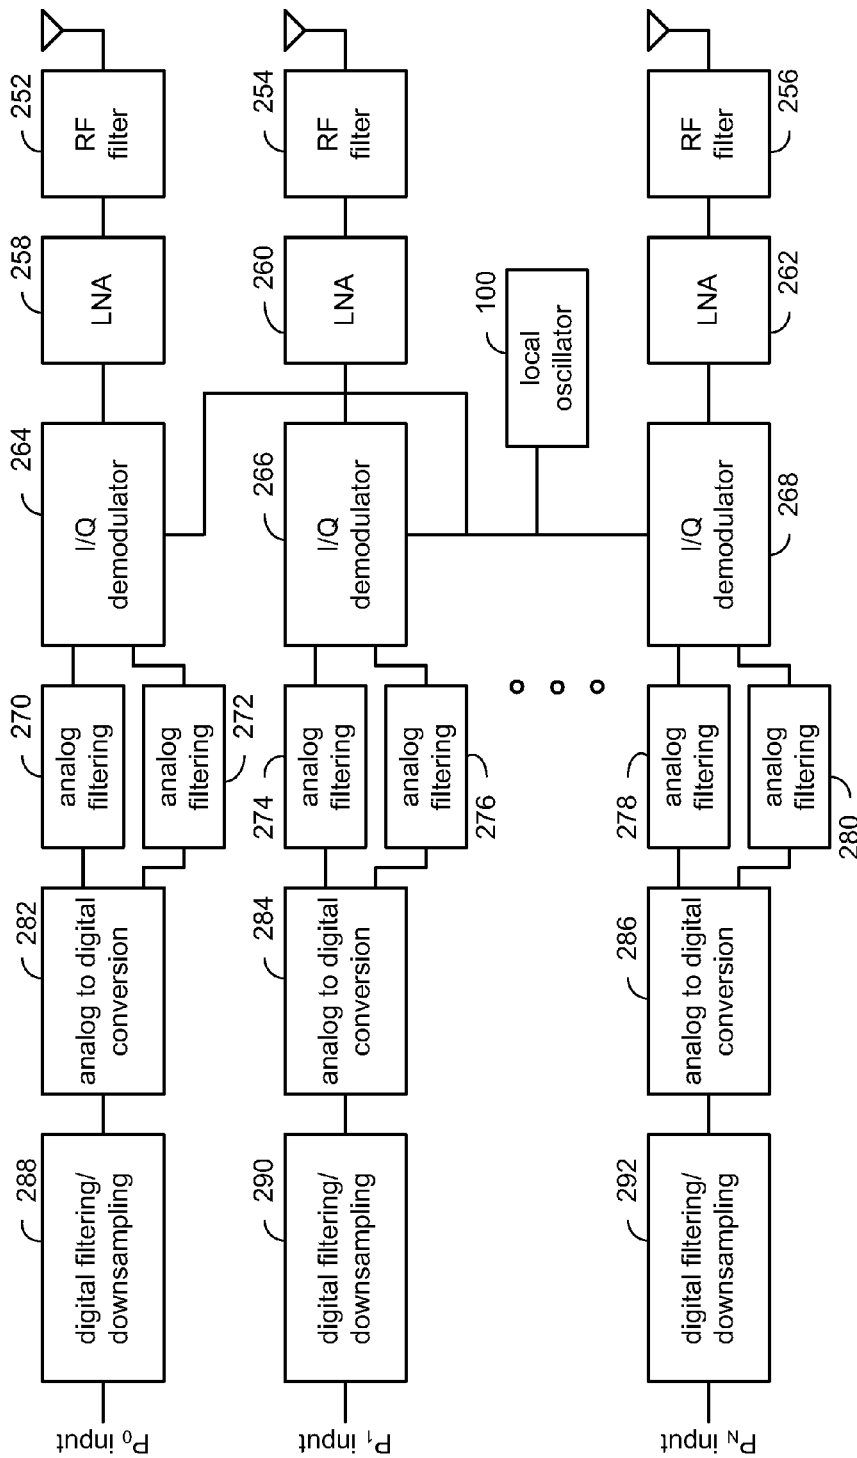 252
RF
filter
258
LNA
264
I/Q
demodulator
270
analog
filtering
272
analog
filtering
282
analog to digital
conversion
288
digital filtering/
downsampling
P0 input
254
RF
filter
260
LNA
266
I/Q
demodulator
274
analog
filtering
276
analog
filtering
284
analog to digital
conversion
290
digital filtering/
downsampling
P1 input
100
local
oscillator
256
RF
filter
262
LNA
268
I/Q
demodulator
278
analog
filtering
280
analog
filtering
286
analog to digital
conversion
292
digital filtering/
downsampling
PN input